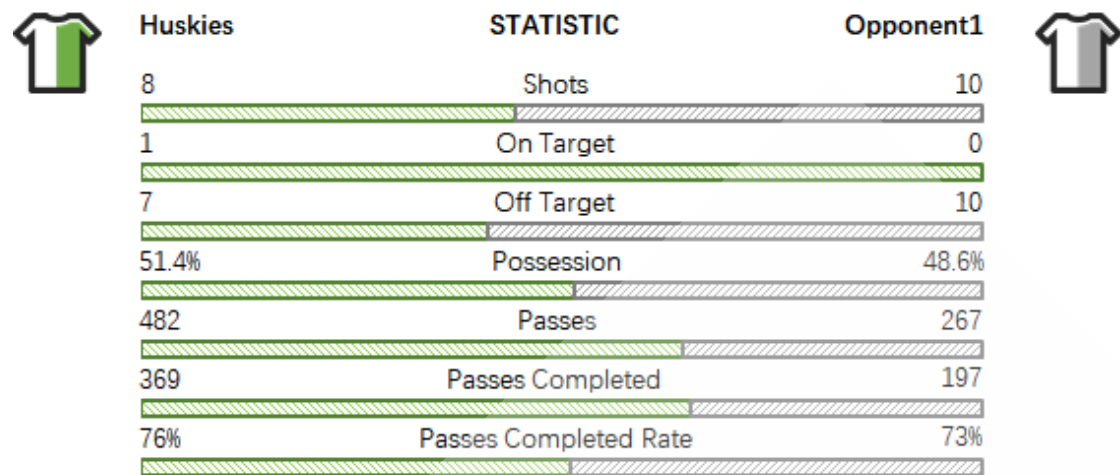 Huskies STATISTIC Opponent1
8 Shots 10
1 On Target 0
7 Off Target 10
51.4% Possession 48.6%
482 Passes 267
369 Passes Completed 197
76% Passes Completed Rate 73%